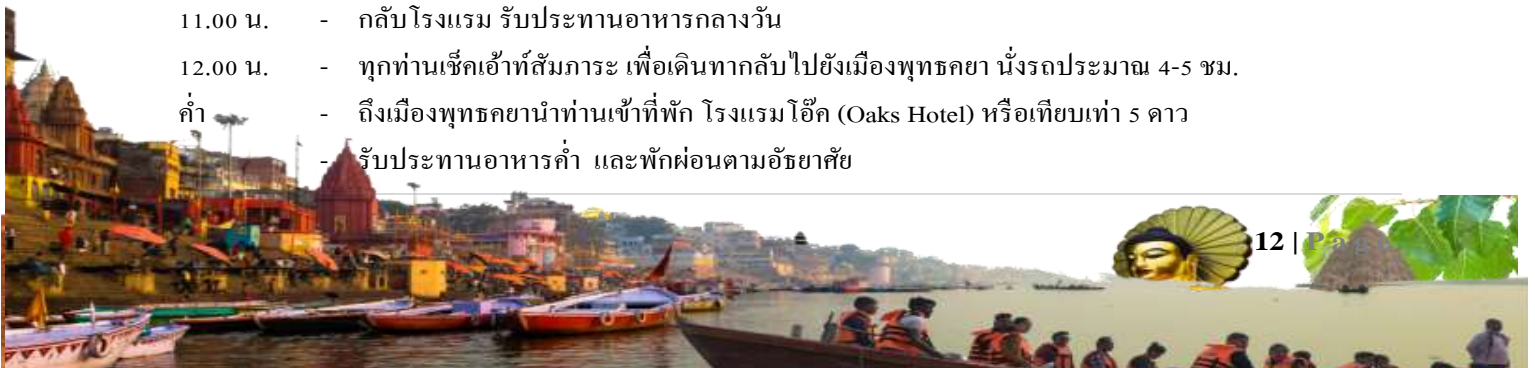 11.00 น. - กลับโรงแรม รับประทานอาหารกลางวัน
12.00 น. - ทุกท่านเช็คเอ้าท์สัมภาระ เพื่อเดินทากลับไปยังเมืองพุทธคยา นั่งรถประมาณ 4-5 ชม.
ค่ำ - ถึงเมืองพุทธคยานำท่านเข้าที่พัก โรงแรมโอ๊ค (Oaks Hotel) หรือเทียบเท่า 5 ดาว
- รับประทานอาหารค่ำ และพักผ่อนตามอัธยาศัย
12 | P a g e